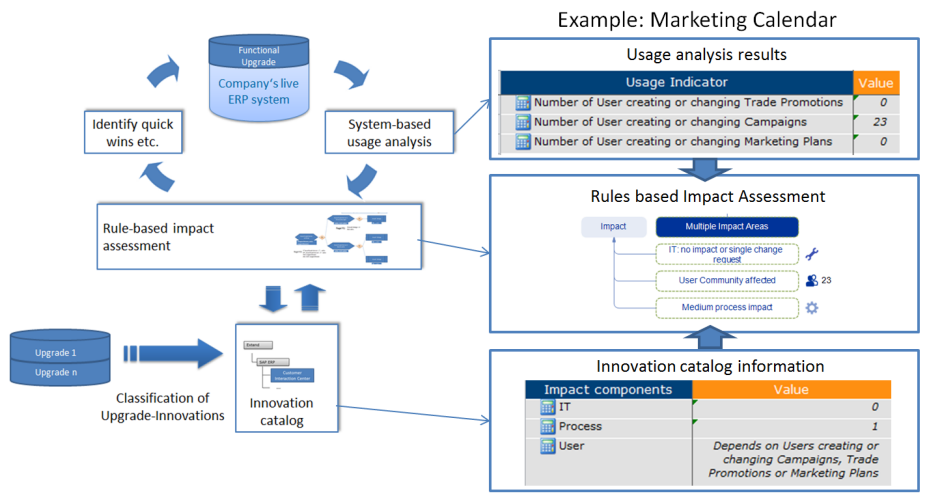 Example: Marketing Calendar
Functional
Upgrade
Company's live
ERP system
Identify quick
wins etc.
System-based
usage analysis
Rule-based impact
assessment
Upgrade 1
Upgrade n
Classification of
Upgrade-Innovations
Extend
SAP ERP
Customer
Interaction Center
Innovation
catalog
Usage analysis results
Usage Indicator Value
Number of User creating or changing Trade Promotions 0
Number of User creating or changing Campaigns 23
Number of User creating or changing Marketing Plans 0
Rules based Impact Assessment
Impact Multiple Impact Areas
IT: no impact or single change
request
User Community affected 23
Medium process impact
Innovation catalog information
Impact components Value
IT 0
Process 1
User Depends on Users creating or
changing Campaigns, Trade
Promotions or Marketing Plans